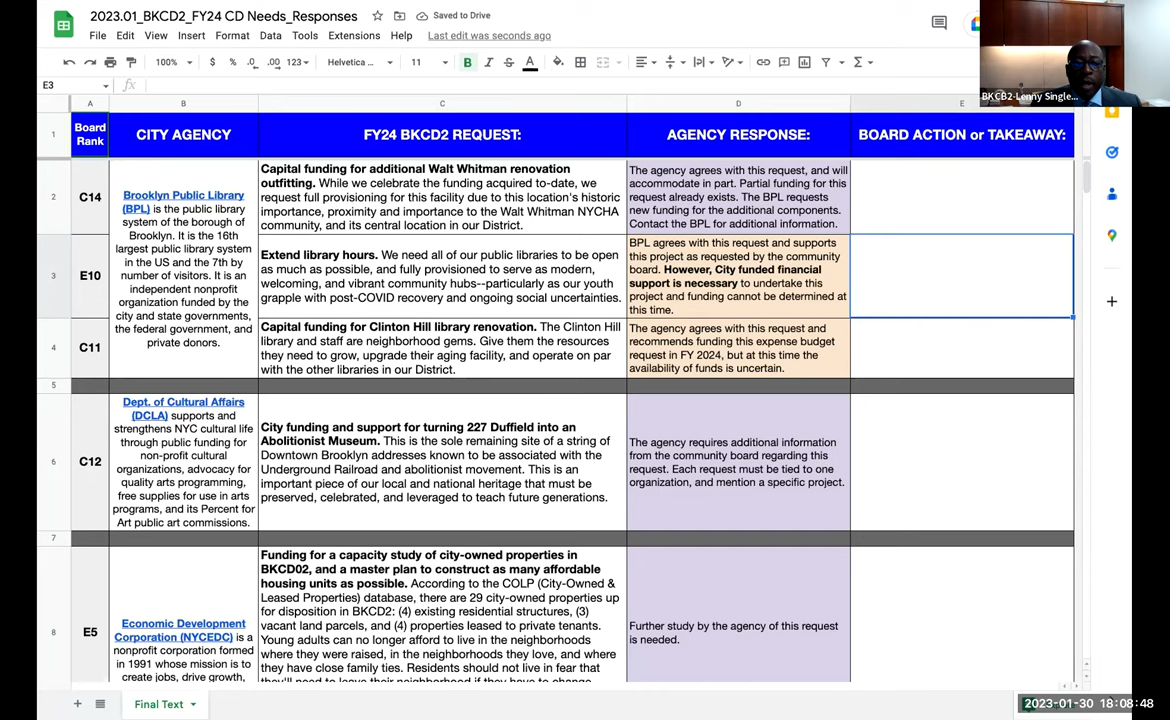 2023.01_BKCD2_FY24 CD Needs_Responses
Saved to Drive
File Edit View Insert Format Data Tools Extensions Help Last edit was seconds ago
100% $ % .0 .00 123 Helvetica ... 11 B I S A
E3 fx
A B C D E
1 Board Rank CITY AGENCY FY24 BKCD2 REQUEST: AGENCY RESPONSE: BOARD ACTION or TAKEAWAY:
BKCB2-Lenny Single...
Brooklyn Public Library
(BPL) is the public library
system of the borough of
Brooklyn. It is the 16th
largest public library system
in the US and the 7th by
number of visitors. It is an
independent nonprofit
organization funded by the
city and state governments,
the federal government, and
private donors.
2 C14
Capital funding for additional Walt Whitman renovation
outfitting. While we celebrate the funding acquired to-date, we
request full provisioning for this facility due to this location's historic
importance, proximity and importance to the Walt Whitman NYCHA
community, and its central location in our District.
The agency agrees with this request, and will
accommodate in part. Partial funding for this
request already exists. The BPL requests
new funding for the additional components.
Contact the BPL for additional information.
3 E10
Extend library hours. We need all of our public libraries to be open
as much as possible, and fully provisioned to serve as modern,
welcoming, and vibrant community hubs--particularly as our youth
grapple with post-COVID recovery and ongoing social uncertainties.
BPL agrees with this request and supports
this project as requested by the community
board. However, City funded financial
support is necessary to undertake this
project and funding cannot be determined at
this time.
4 C11
Capital funding for Clinton Hill library renovation. The Clinton Hill
library and staff are neighborhood gems. Give them the resources
they need to grow, upgrade their aging facility, and operate on par
with the other libraries in our District.
The agency agrees with this request and
recommends funding this expense budget
request in FY 2024, but at this time the
availability of funds is uncertain.
5
6 C12
Dept. of Cultural Affairs
(DCLA) supports and
strengthens NYC cultural life
through public funding for
non-profit cultural
organizations, advocacy for
quality arts programming,
free supplies for use in arts
programs, and its Percent for
Art public art commissions.
City funding and support for turning 227 Duffield into an
Abolitionist Museum. This is the sole remaining site of a string of
Downtown Brooklyn addresses known to be associated with the
Underground Railroad and abolitionist movement. This is an
important piece of our local and national heritage that must be
preserved, celebrated, and leveraged to teach future generations.
The agency requires additional information
from the community board regarding this
request. Each request must be tied to one
organization, and mention a specific project.
7
8 E5
Economic Development
Corporation (NYCEDC) is a
nonprofit corporation formed
in 1991 whose mission is to
create jobs, drive growth,
Funding for a capacity study of city-owned properties in
BKCD02, and a master plan to construct as many affordable
housing units as possible. According to the COLP (City-Owned &
Leased Properties) database, there are 29 city-owned properties up
for disposition in BKCD2: (4) existing residential structures, (3)
vacant land parcels, and (4) properties leased to private tenants.
Young adults can no longer afford to live in the neighborhoods
where they were raised, in the neighborhoods they love, and where
they have close family ties. Residents should not live in fear that
they'll need to leave their neighborhood if they have to change
Further study by the agency of this request
is needed.
Final Text
2023-01-30 18:08:48